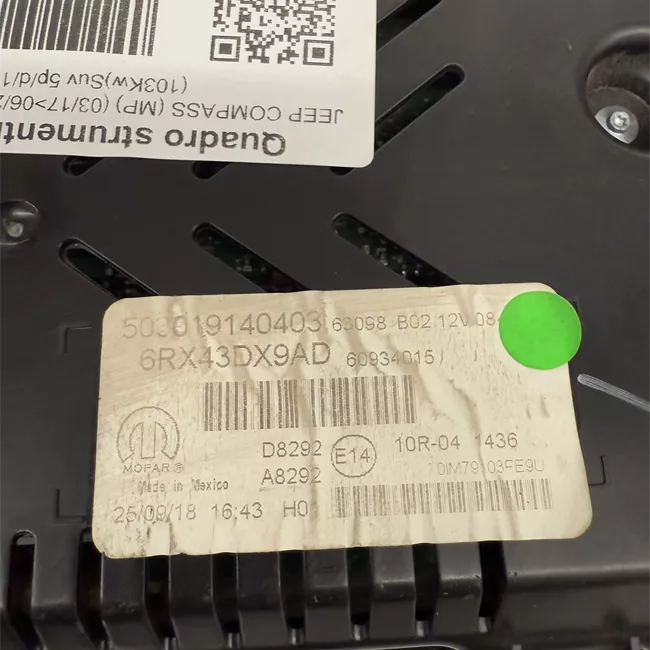 Quadro strumenti
JEEP COMPASS (MP) (03/17>06/2
(103Kw)Suv 5p/d/1
503019140403 63098 B02 12V 08
6RX43DX9AD 60934015
MOPAR®
Made in Mexico
D8292
A8292
E14
10R-04 1436
25/09/18 16:43 H0